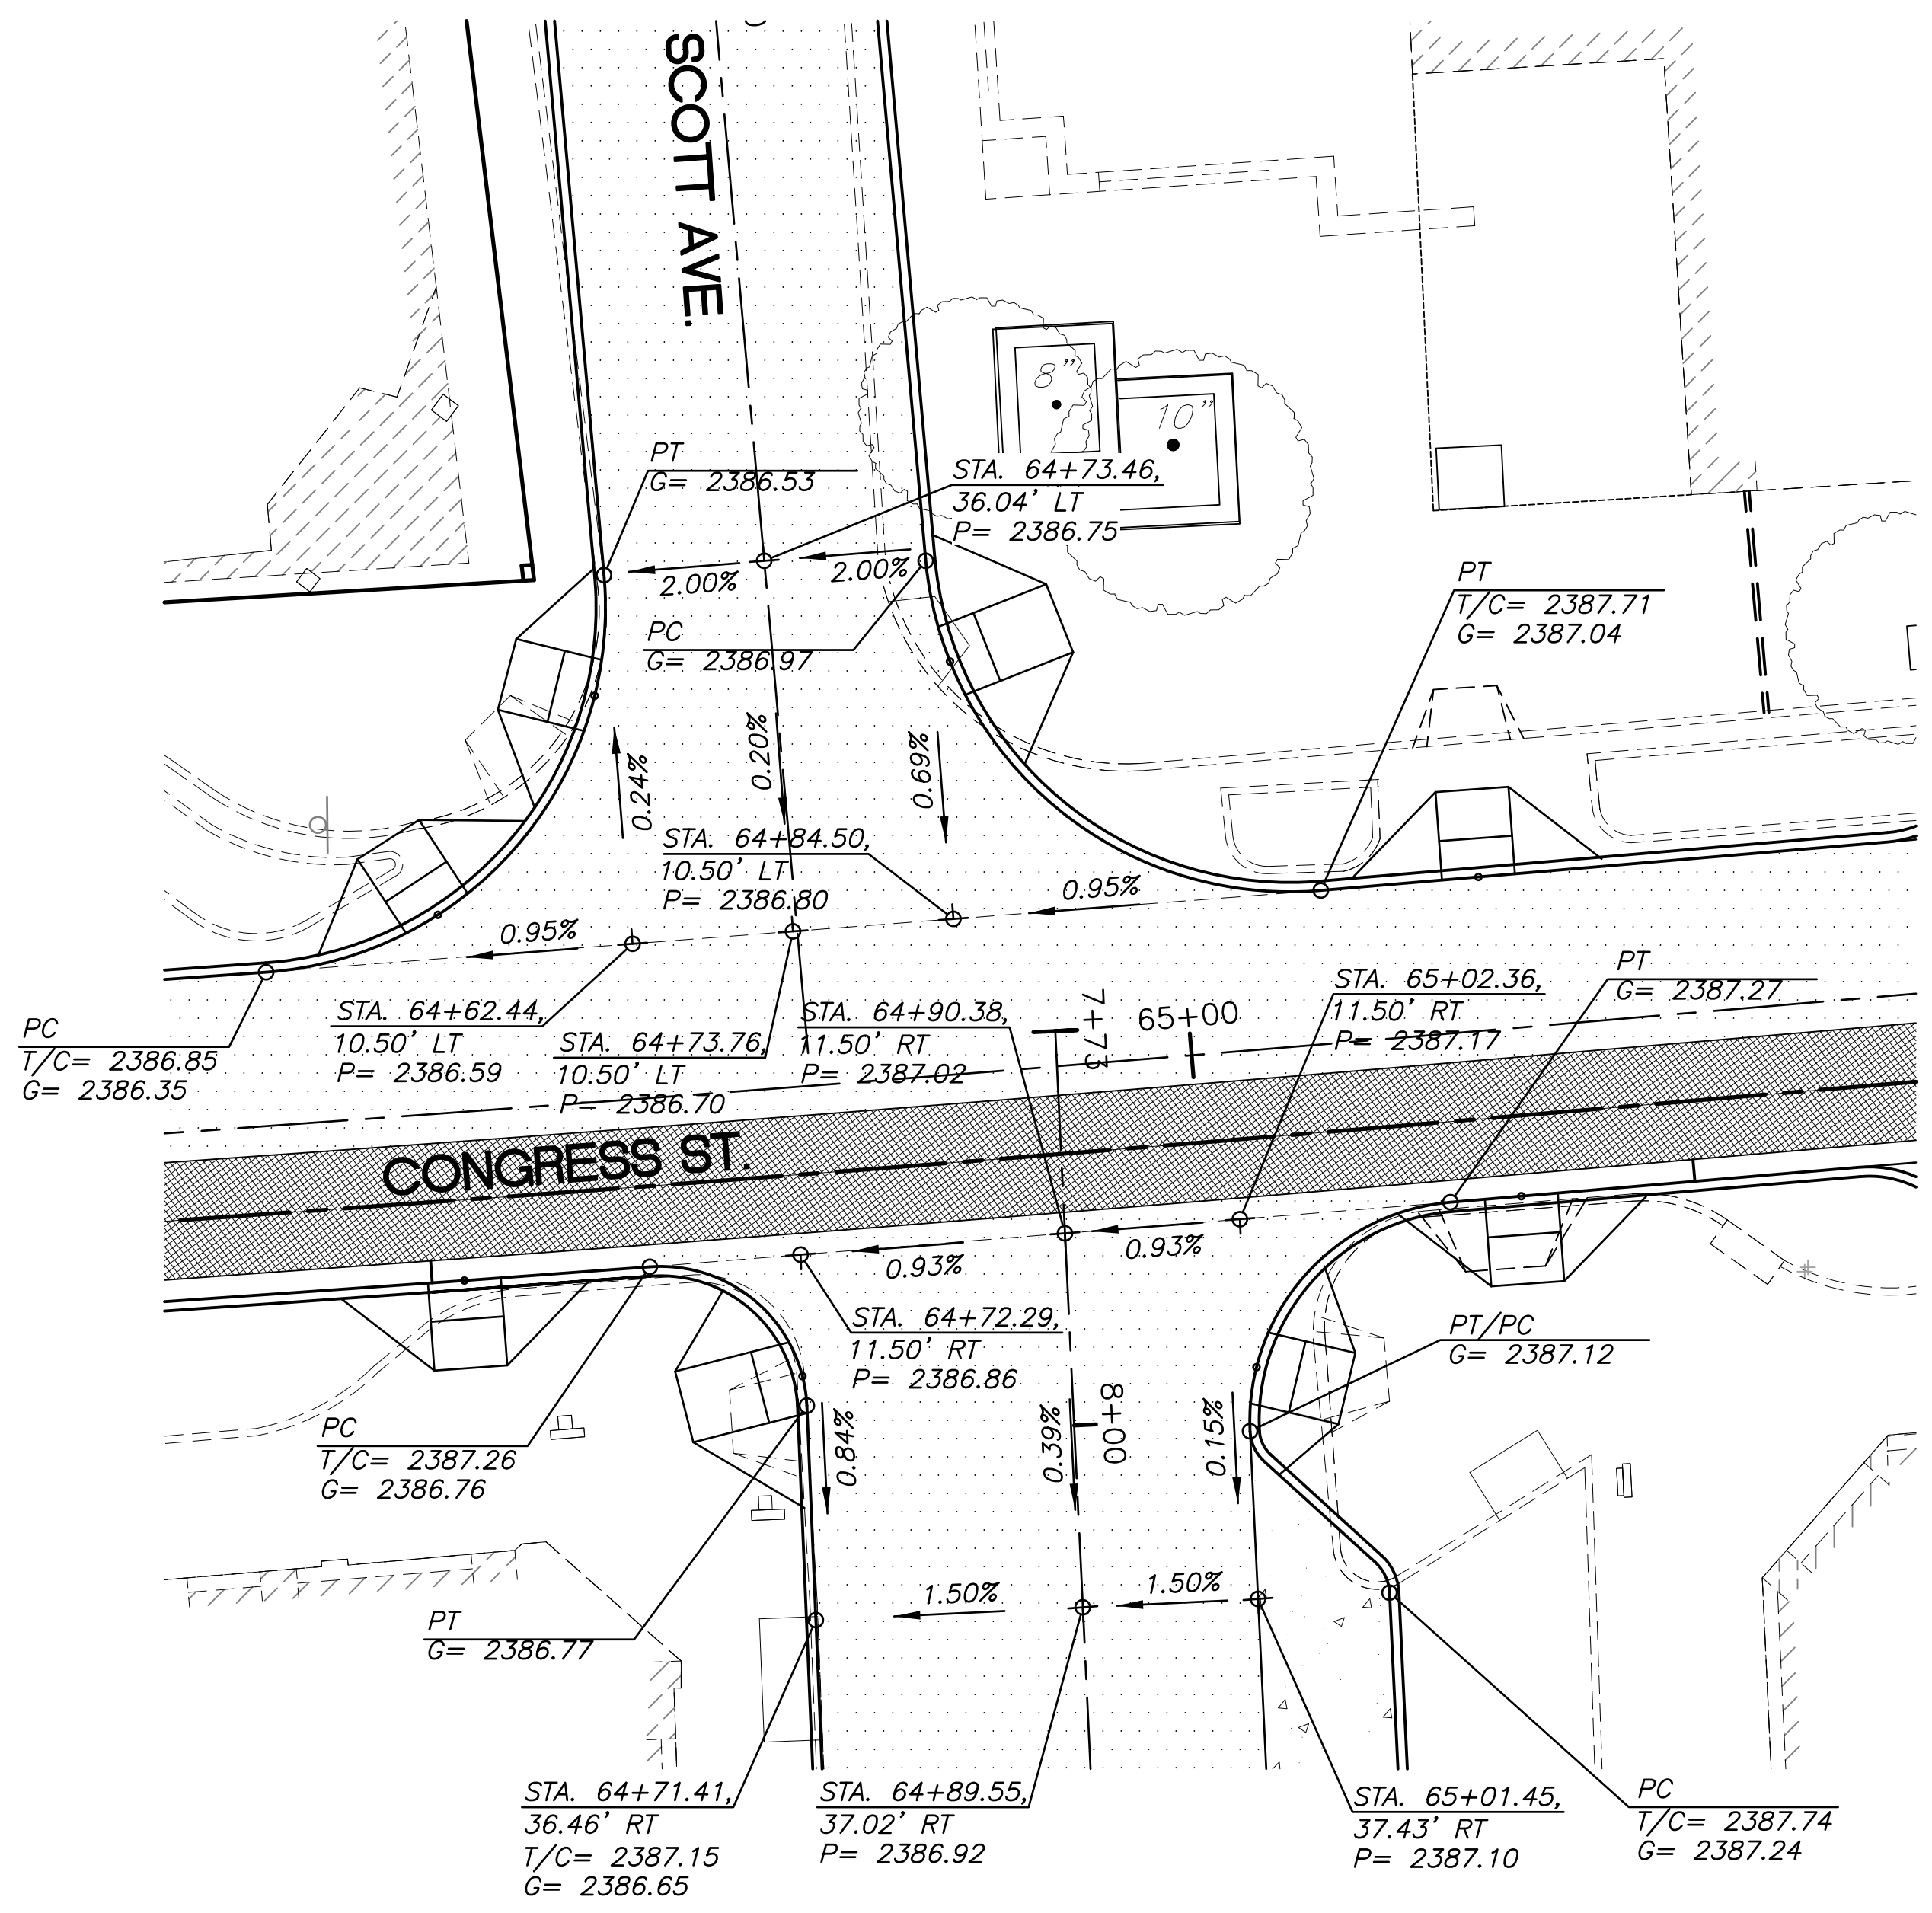 SCOTT AVE.
8"
10"
PT
G= 2386.53
STA. 64+73.46,
36.04' LT
P= 2386.75
2.00%
2.00%
PT
T/C= 2387.71
G= 2387.04
PC
G= 2386.97
0.24%
0.20%
0.69%
STA. 64+84.50,
10.50' LT
P= 2386.80
0.95%
0.95%
PC
T/C= 2386.85
G= 2386.35
STA. 64+62.44,
10.50' LT
P= 2386.59
STA. 64+73.76,
10.50' LT
P= 2386.70
STA. 64+90.38,
11.50' RT
P= 2387.02
7+73
65+00
STA. 65+02.36,
11.50' RT
P= 2387.17
PT
G= 2387.27
CONGRESS ST.
0.93%
0.93%
STA. 64+72.29,
11.50' RT
P= 2386.86
PT/PC
G= 2387.12
PC
T/C= 2387.26
G= 2386.76
0.84%
0.39%
8+00
0.15%
1.50%
1.50%
PT
G= 2386.77
STA. 64+71.41,
36.46' RT
T/C= 2387.15
G= 2386.65
STA. 64+89.55,
37.02' RT
P= 2386.92
STA. 65+01.45,
37.43' RT
P= 2387.10
PC
T/C= 2387.74
G= 2387.24